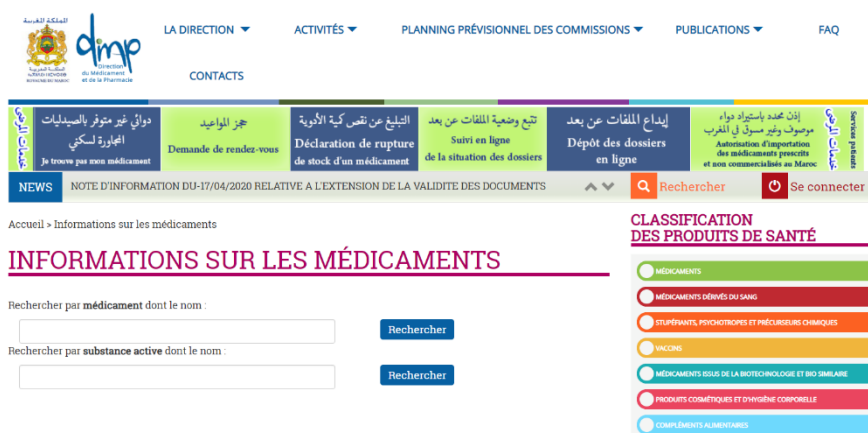 المملكة المغربية
dmp
Direction
du Médicament
et de la Pharmacie
ROYAUME DU MAROC
LA DIRECTION
ACTIVITÉS
PLANNING PRÉVISIONNEL DES COMMISSIONS
PUBLICATIONS
FAQ
CONTACTS
خدمات المرضى
دوائي غير متوفر بالصيدليات
المجاورة لسكني
Je trouve pas mon médicament
حجز المواعيد
Demande de rendez-vous
التبليغ عن نقص كمية الأدوية
Déclaration de rupture
de stock d'un médicament
تتبع وضعية الملفات عن بعد
Suivi en ligne
de la situation des dossiers
إيداع الملفات عن بعد
Dépôt des dossiers
en ligne
إذن محدد باستيراد دواء
موصوف وغير مسوق في المغرب
Autorisation d'importation
des médicaments prescrits
et non commercialisés au Maroc
خدمات المرضى
Services patients
NEWS
NOTE D'INFORMATION DU-17/04/2020 RELATIVE A L'EXTENSION DE LA VALIDITE DES DOCUMENTS
Rechercher
Se connecter
Accueil > Informations sur les médicaments
INFORMATIONS SUR LES MÉDICAMENTS
Rechercher par médicament dont le nom :
Rechercher
Rechercher par substance active dont le nom :
Rechercher
CLASSIFICATION
DES PRODUITS DE SANTÉ
MÉDICAMENTS
MÉDICAMENTS DÉRIVÉS DU SANG
STUPÉFIANTS, PSYCHOTROPES ET PRÉCURSEURS CHIMIQUES
VACCINS
MÉDICAMENTS ISSUS DE LA BIOTECHNOLOGIE ET BIO SIMILAIRE
PRODUITS COSMÉTIQUES ET D'HYGIÈNE CORPORELLE
COMPLÉMENTS ALIMENTAIRES